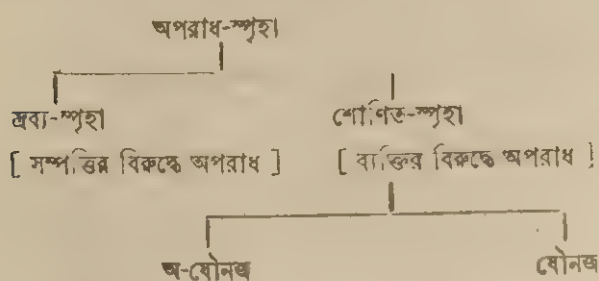 অপরাধ-স্পৃহা
দ্রব্য-স্পৃহা শোণিত-স্পৃহা
[ সম্পত্তির বিরুদ্ধে অপরাধ ] [ ব্যক্তির বিরুদ্ধে অপরাধ ]
অ-যৌনজ যৌনজ